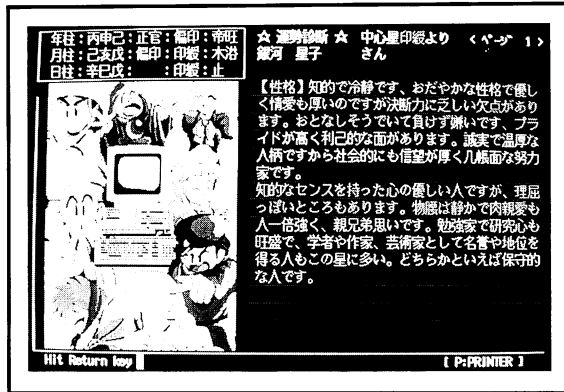 年柱：丙申己：正官：偏印：帝旺
月柱：己亥戊：偏印：印綬：木浴
日柱：辛巳戊：　　：印綬：止
☆ 運勢診断 ☆　中心星印綬より　＜ページ 1＞
銀河　星子　　　さん
【性格】知的で冷静です、おだやかな性格で優し
く情愛も厚いのですが決断力に乏しい欠点があり
ます。おとなしそうでいて負けず嫌いです、プラ
イドが高く利己的な面があります。誠実で温厚な
人柄ですから社会的にも信望が厚く几帳面な努力
家です。
知的なセンスを持った心の優しい人ですが、理屈
っぽいところもあります。物腰は静かで肉親愛も
人一倍強く、親兄弟思いです。勉強家で研究心も
旺盛で、学者や作家、芸術家として名誉や地位を
得る人もこの星に多い。どちらかといえば保守的
な人です。
Hit Return key
[ P:PRINTER ]